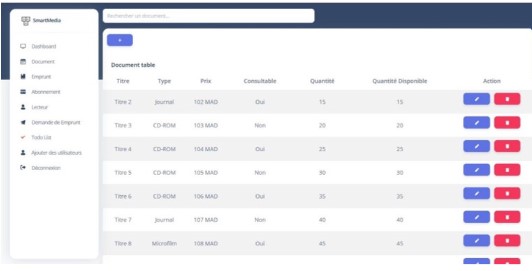 SmartMedia
Rechercher un document...
Dashboard
Document
Emprunt
Abonnement
Lecteur
Demande de Emprunt
Todo List
Ajouter des utilisateurs
Déconnexion
+
Document table
Titre Type Prix Consultable Quantité Quantité Disponible Action
Titre 2 Journal 102 MAD Oui 15 15
Titre 3 CD-ROM 103 MAD Non 20 20
Titre 4 CD-ROM 104 MAD Oui 25 25
Titre 5 CD-ROM 105 MAD Non 30 30
Titre 6 CD-ROM 106 MAD Oui 35 35
Titre 7 Journal 107 MAD Non 40 40
Titre 8 Microfilm 108 MAD Oui 45 45